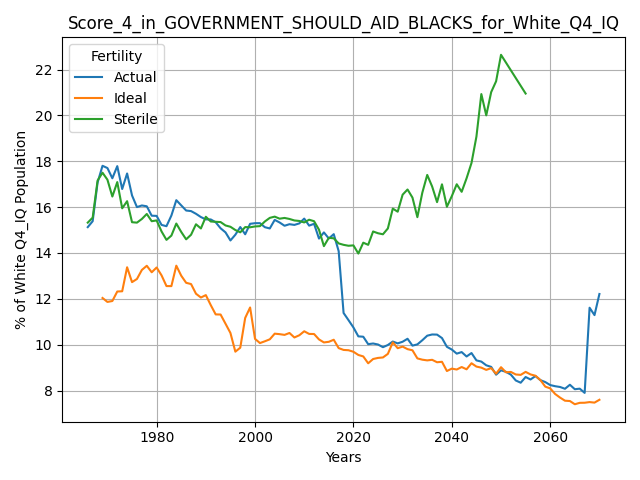 Score_4_in_GOVERNMENT_SHOULD_AID_BLACKS_for_White_Q4_IQ
Fertility
Actual
Ideal
Sterile
% of White Q4_IQ Population
22
20
18
16
14
12
10
8
1980
2000
2020
2040
2060
Years